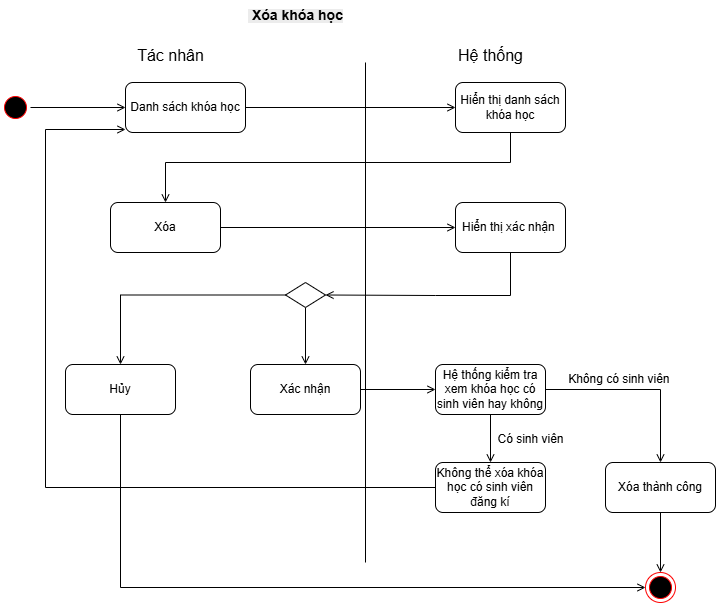 Xóa khóa học
Tác nhân
Hệ thống
Danh sách khóa học
Hiển thị danh sách
khóa học
Xóa
Hiển thị xác nhận
Hủy
Xác nhận
Hệ thống kiểm tra
xem khóa học có
sinh viên hay không
Không có sinh viên
Có sinh viên
Không thể xóa khóa
học có sinh viên
đăng kí
Xóa thành công